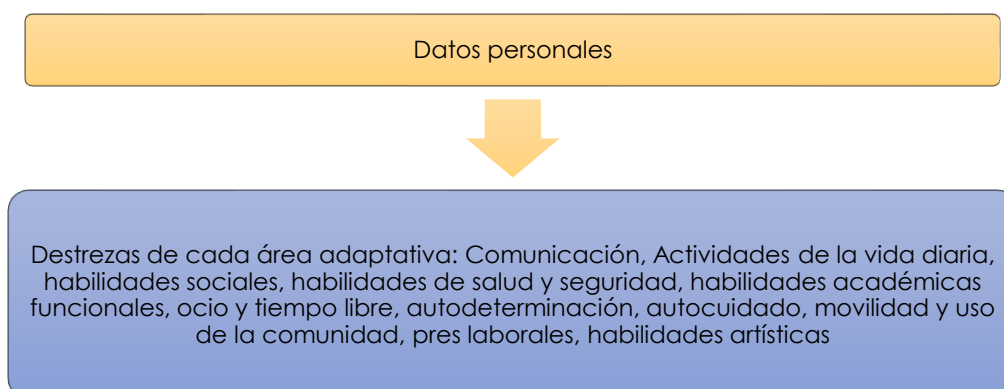 Datos personales
Destrezas de cada área adaptativa: Comunicación, Actividades de la vida diaria,
habilidades sociales, habilidades de salud y seguridad, habilidades académicas
funcionales, ocio y tiempo libre, autodeterminación, autocuidado, movilidad y uso
de la comunidad, pres laborales, habilidades artísticas